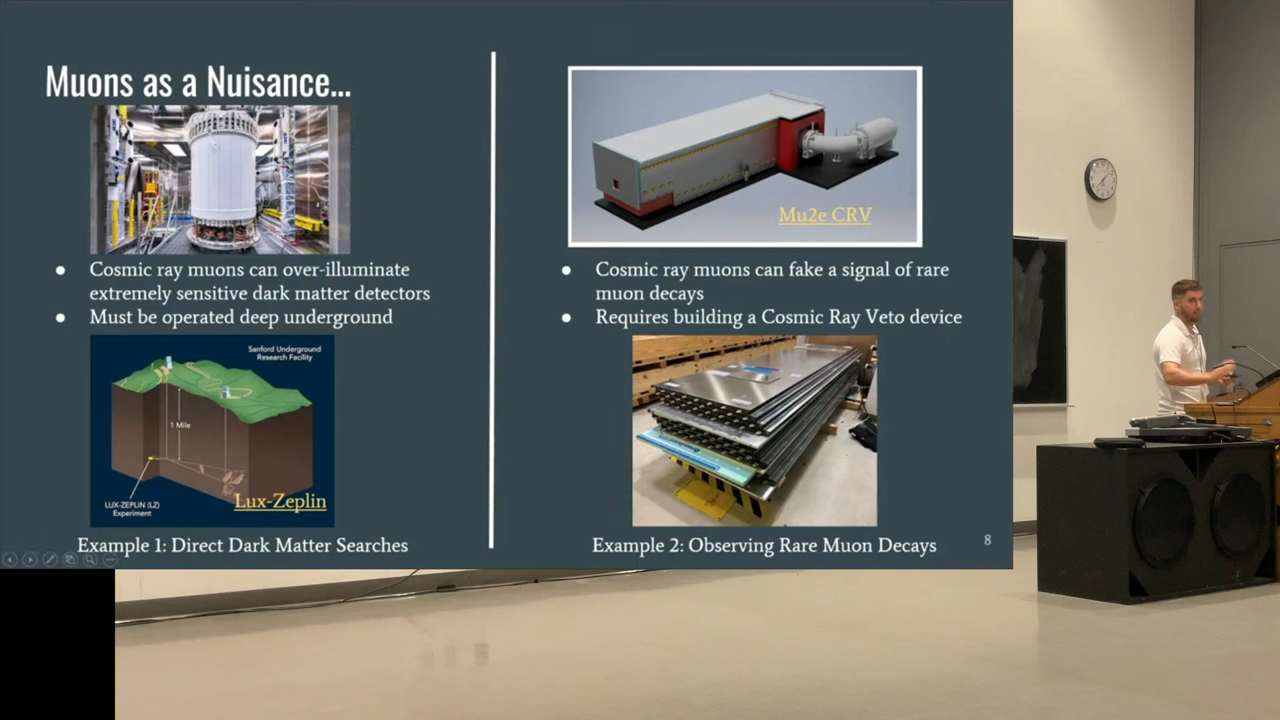 Muons as a Nuisance...
● Cosmic ray muons can over-illuminate
extremely sensitive dark matter detectors
● Must be operated deep underground
Sanford Underground
Research Facility
1 Mile
LUX-ZEPLIN (LZ)
Experiment
Lux-Zeplin
Example 1: Direct Dark Matter Searches
Mu2e CRV
● Cosmic ray muons can fake a signal of rare
muon decays
● Requires building a Cosmic Ray Veto device
Example 2: Observing Rare Muon Decays
8